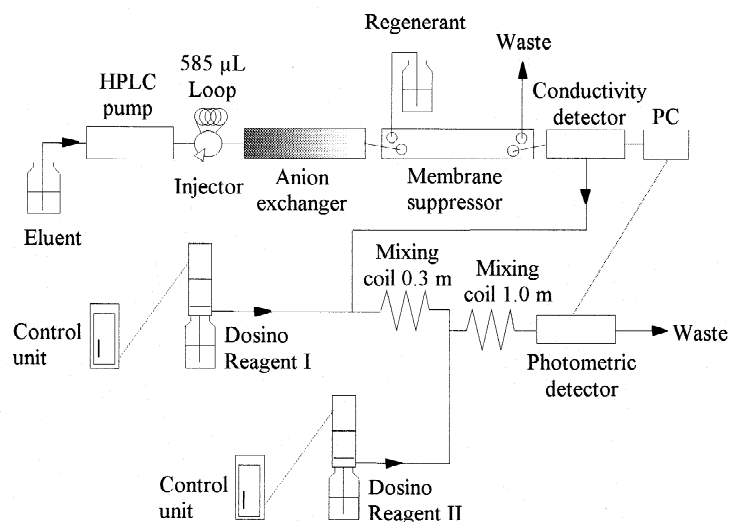 Regenerant
Waste
585 µL
Loop
HPLC
pump
Conductivity
detector
PC
Injector
Anion
exchanger
Membrane
suppressor
Eluent
Mixing
coil 0.3 m
Mixing
coil 1.0 m
Control
unit
Dosino
Reagent I
Waste
Photometric
detector
Control
unit
Dosino
Reagent II